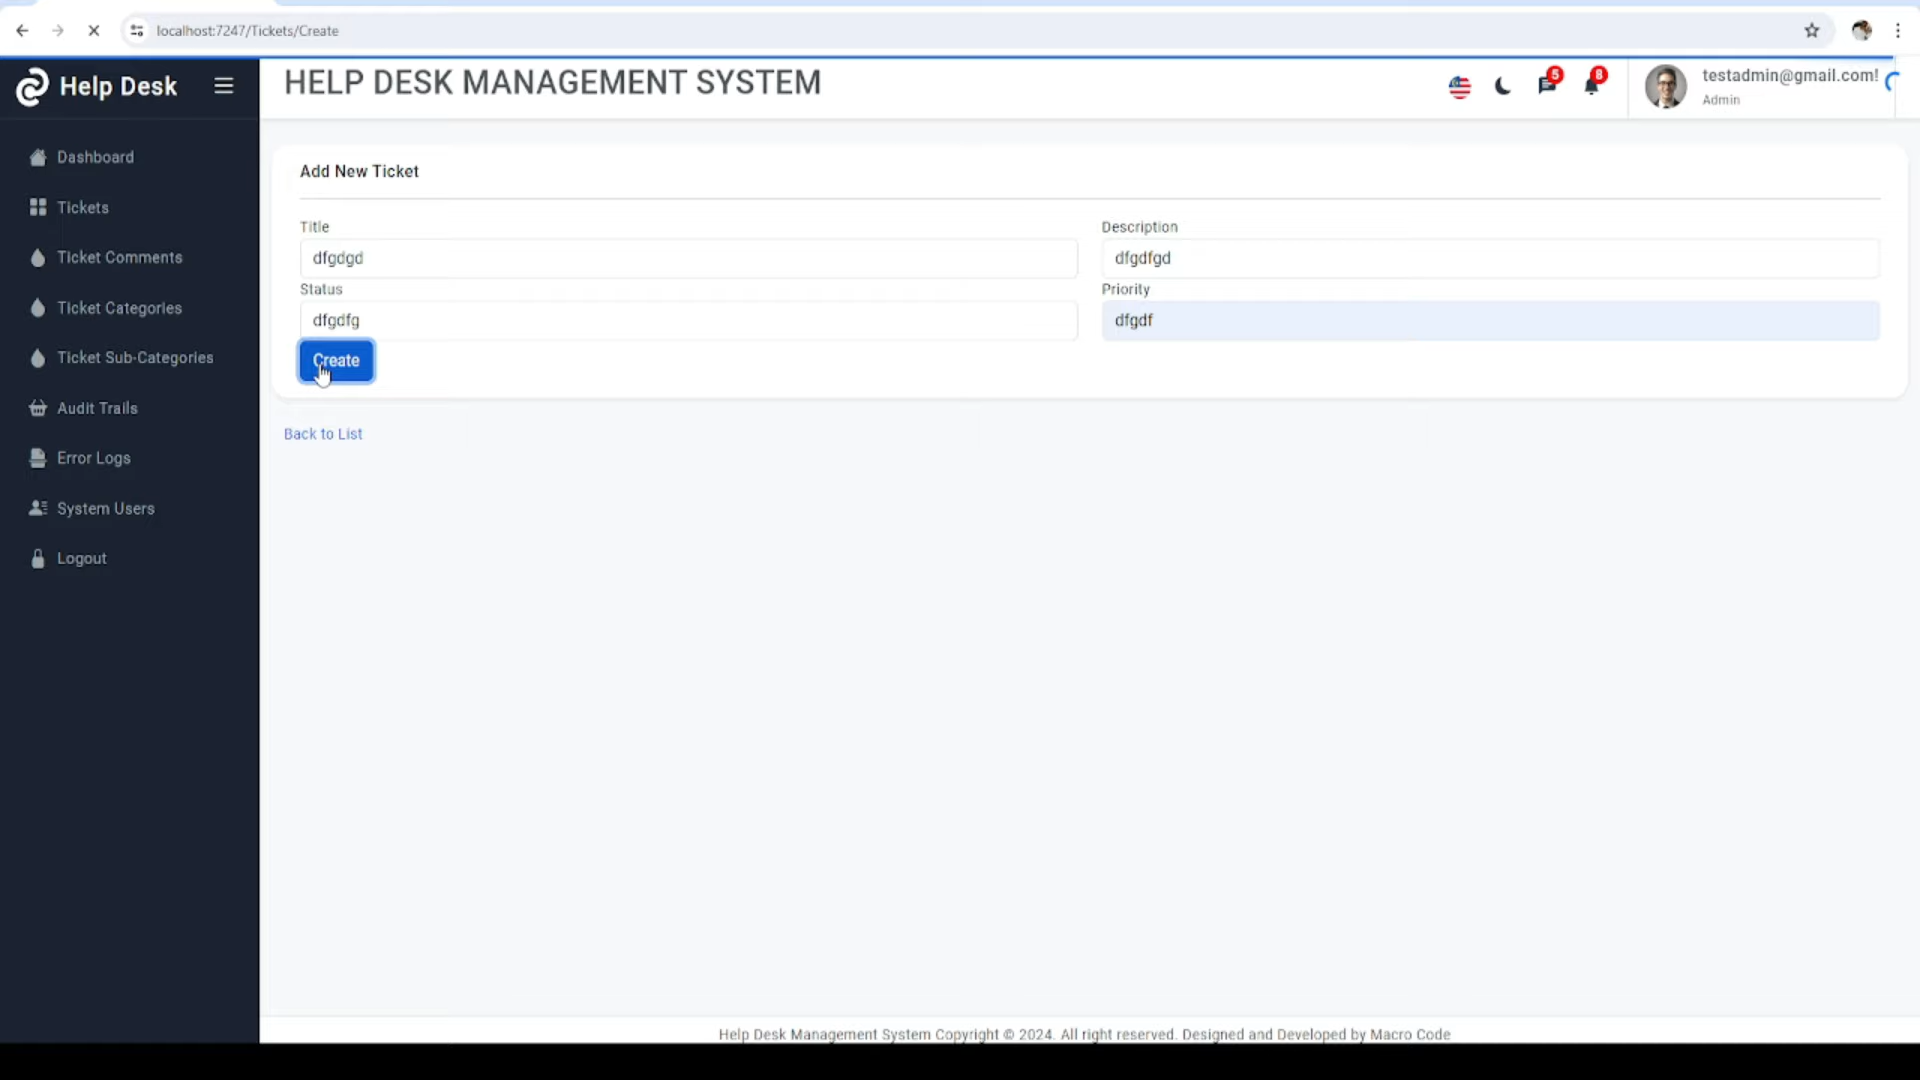 localhost:7247/Tickets/Create
Help Desk
HELP DESK MANAGEMENT SYSTEM
5
8
testadmin@gmail.com!
Admin
Dashboard
Tickets
Ticket Comments
Ticket Categories
Ticket Sub-Categories
Audit Trails
Error Logs
System Users
Logout
Add New Ticket
Title
Description
dfgdgd
dfgdfgd
Status
Priority
dfgdfg
dfgdf
Create
Back to List
Help Desk Management System Copyright © 2024. All right reserved. Designed and Developed by Macro Code